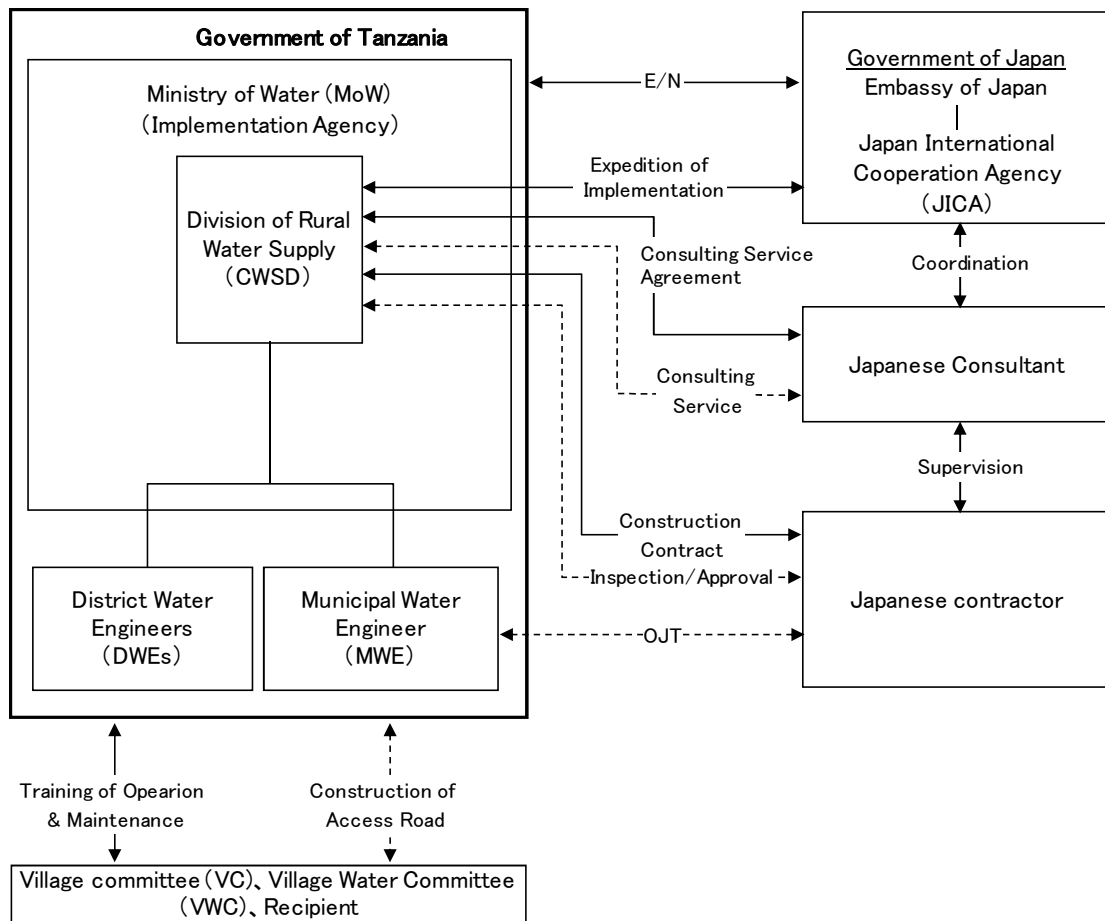 Government of Tanzania
Ministry of Water (MoW)
(Implementation Agency)
Division of Rural
Water Supply
(CWSD)
District Water
Engineers
(DWEs)
Municipal Water
Engineer
(MWE)
E/N
Expedition of
Implementation
Consulting Service
Agreement
Consulting
Service
Construction
Contract
Inspection/Approval
OJT
Government of Japan
Embassy of Japan
Japan International
Cooperation Agency
(JICA)
Coordination
Japanese Consultant
Supervision
Japanese contractor
Training of Opearion
& Maintenance
Construction of
Access Road
Village committee (VC)、Village Water Committee
(VWC)、Recipient